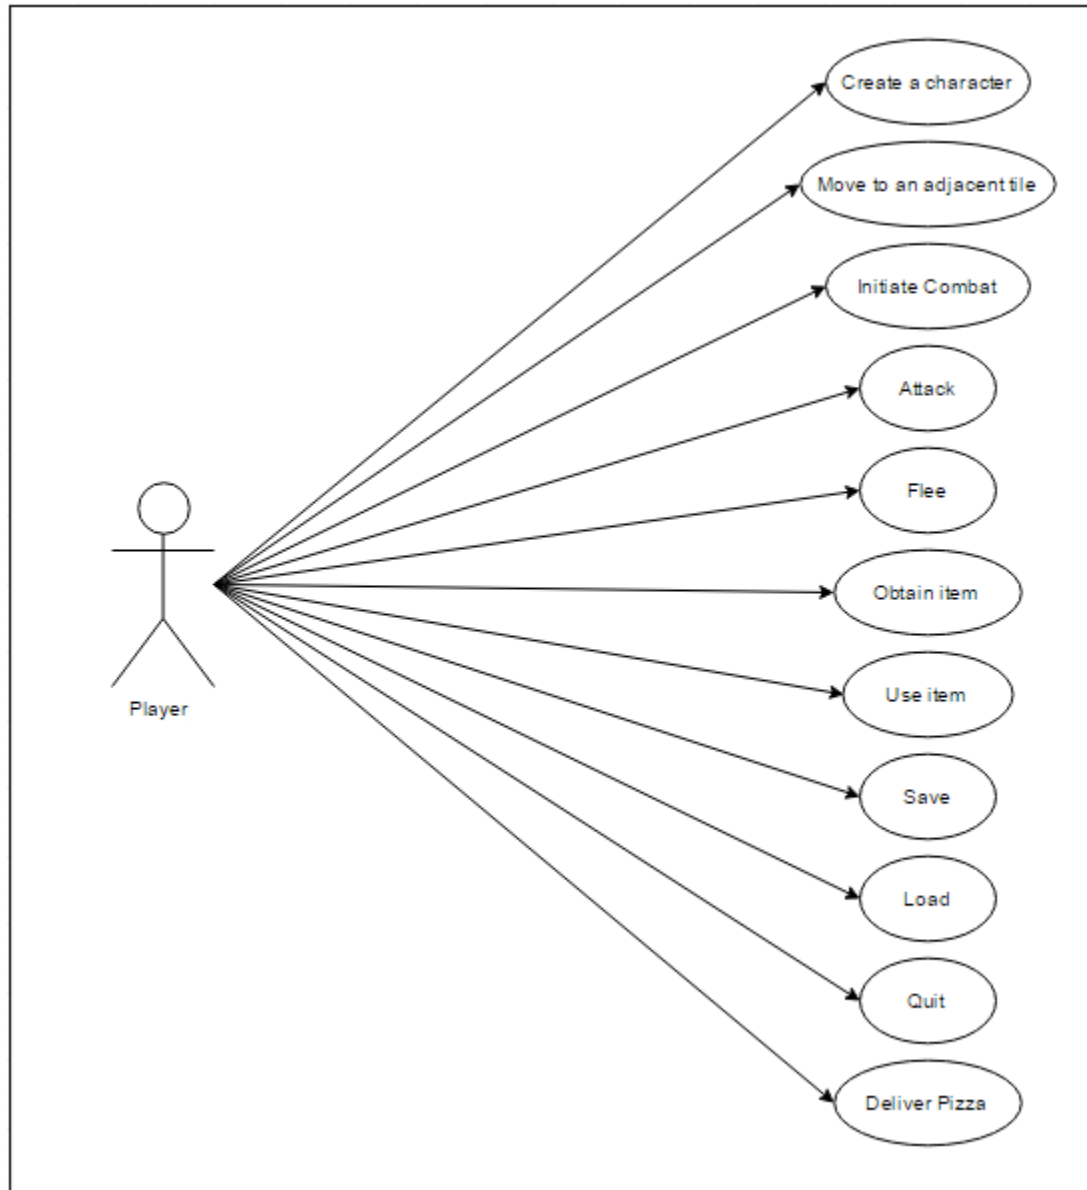 Create a character
Move to an adjacent tile
Initiate Combat
Attack
Flee
Obtain item
Use item
Player
Save
Load
Quit
Deliver Pizza